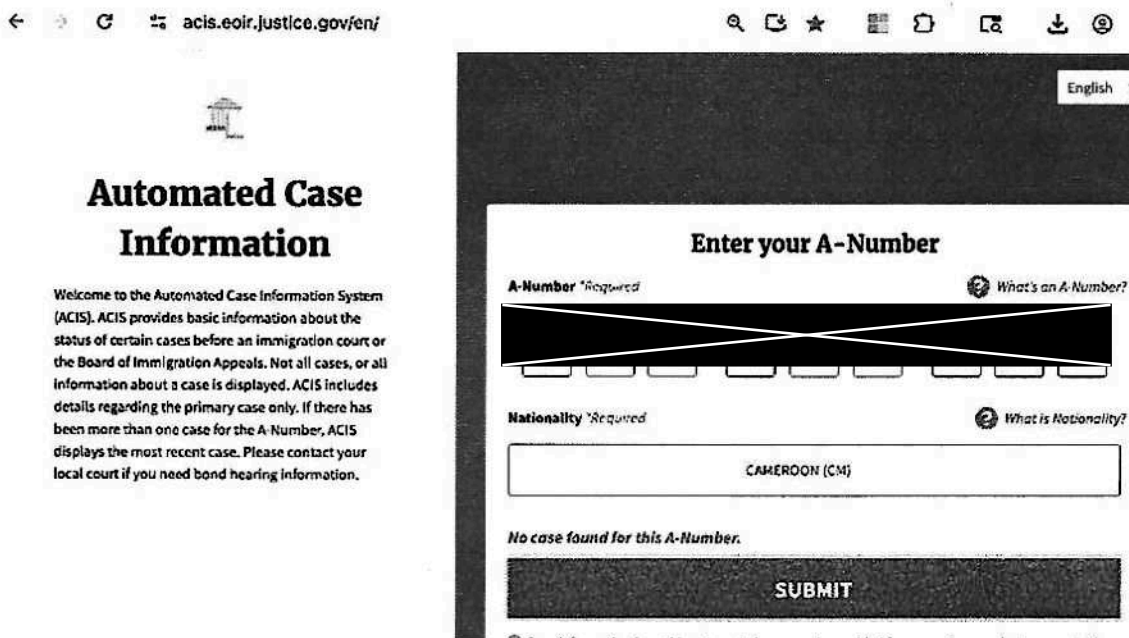 acis.eoir.justice.gov/en/
English
Automated Case
Information
Welcome to the Automated Case Information System
(ACIS). ACIS provides basic information about the
status of certain cases before an immigration court or
the Board of Immigration Appeals. Not all cases, or all
information about a case is displayed. ACIS includes
details regarding the primary case only. If there has
been more than one case for the A-Number, ACIS
displays the most recent case. Please contact your
local court if you need bond hearing information.
Enter your A-Number
A-Number *Required
What's an A-Number?
Nationality *Required
What is Nationality?
CAMEROON (CM)
No case found for this A-Number.
SUBMIT